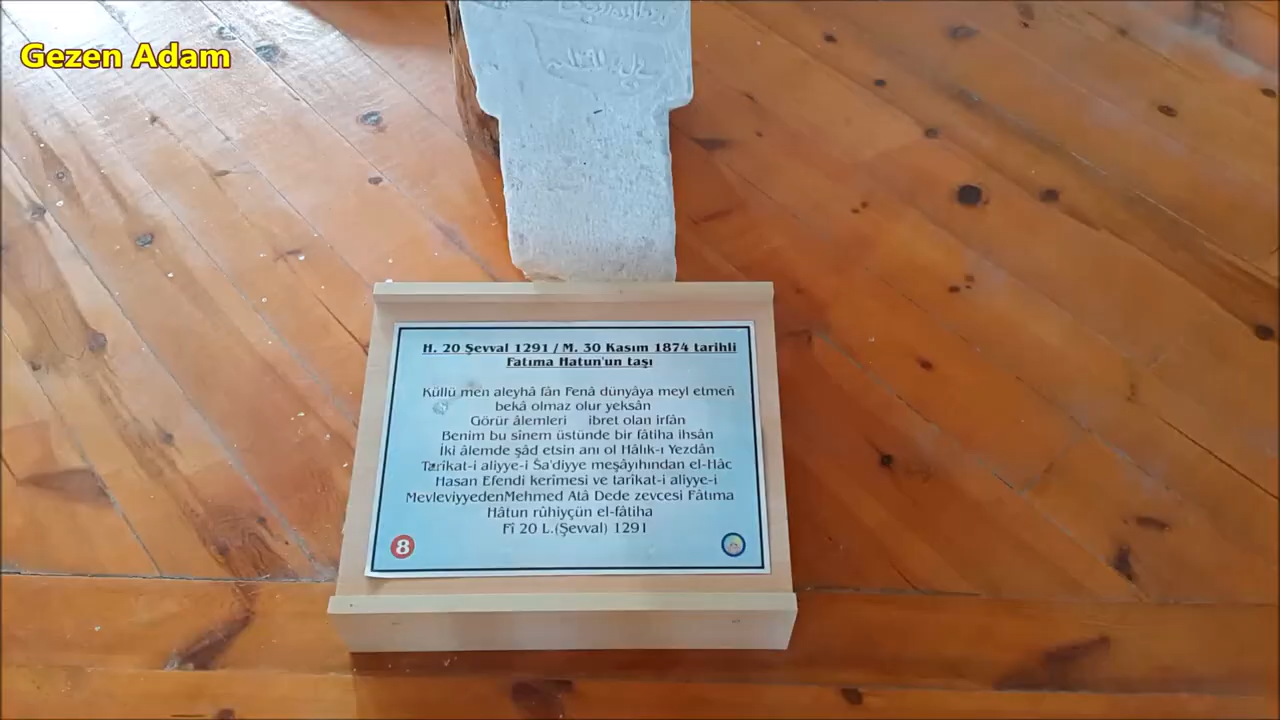 Gezen Adam
H. 20 Şevval 1291 / M. 30 Kasım 1874 tarihli
Fatıma Hatun'un taşı
Küllü men aleyhâ fân Fenâ dünyâya meyl etmeñ
bekâ olmaz olur yeksân
Görür âlemleri ibret olan irfân
Benim bu sînem üstünde bir fâtiha ihsân
İki âlemde şâd etsin anı ol Hâlık-ı Yezdân
Tarîkat-i aliyye-i Sa'diyye meşâyıhından el-Hâc
Hasan Efendi kerîmesi ve tarîkat-i aliyye-i
MevleviyyedenMehmed Atâ Dede zevcesi Fâtıma
Hâtun rûhiyçün el-fâtiha
Fî 20 L.(Şevval) 1291
8